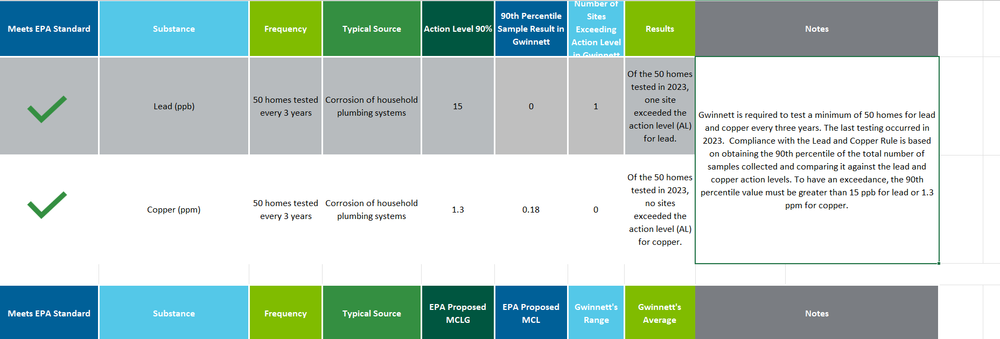 Meets EPA Standard
Substance
Frequency
Typical Source
Action Level 90%
90th Percentile
Sample Result in
Gwinnett
Number of
Sites
Exceeding
Action Level
in Gwinnett
Results
Notes
Lead (ppb)
50 homes tested
every 3 years
Corrosion of household
plumbing systems
15
0
1
Of the 50 homes
tested in 2023,
one site
exceeded the
action level (AL)
for lead.
Gwinnett is required to test a minimum of 50 homes for lead
and copper every three years. The last testing occurred in
2023.  Compliance with the Lead and Copper Rule is based
on obtaining the 90th percentile of the total number of
samples collected and comparing it against the lead and
copper action levels. To have an exceedance, the 90th
percentile value must be greater than 15 ppb for lead or 1.3
ppm for copper.
Copper (ppm)
50 homes tested
every 3 years
Corrosion of household
plumbing systems
1.3
0.18
0
Of the 50 homes
tested in 2023,
no sites
exceeded the
action level (AL)
for copper.
Meets EPA Standard
Substance
Frequency
Typical Source
EPA Proposed
MCLG
EPA Proposed
MCL
Gwinnett's
Range
Gwinnett's
Average
Notes